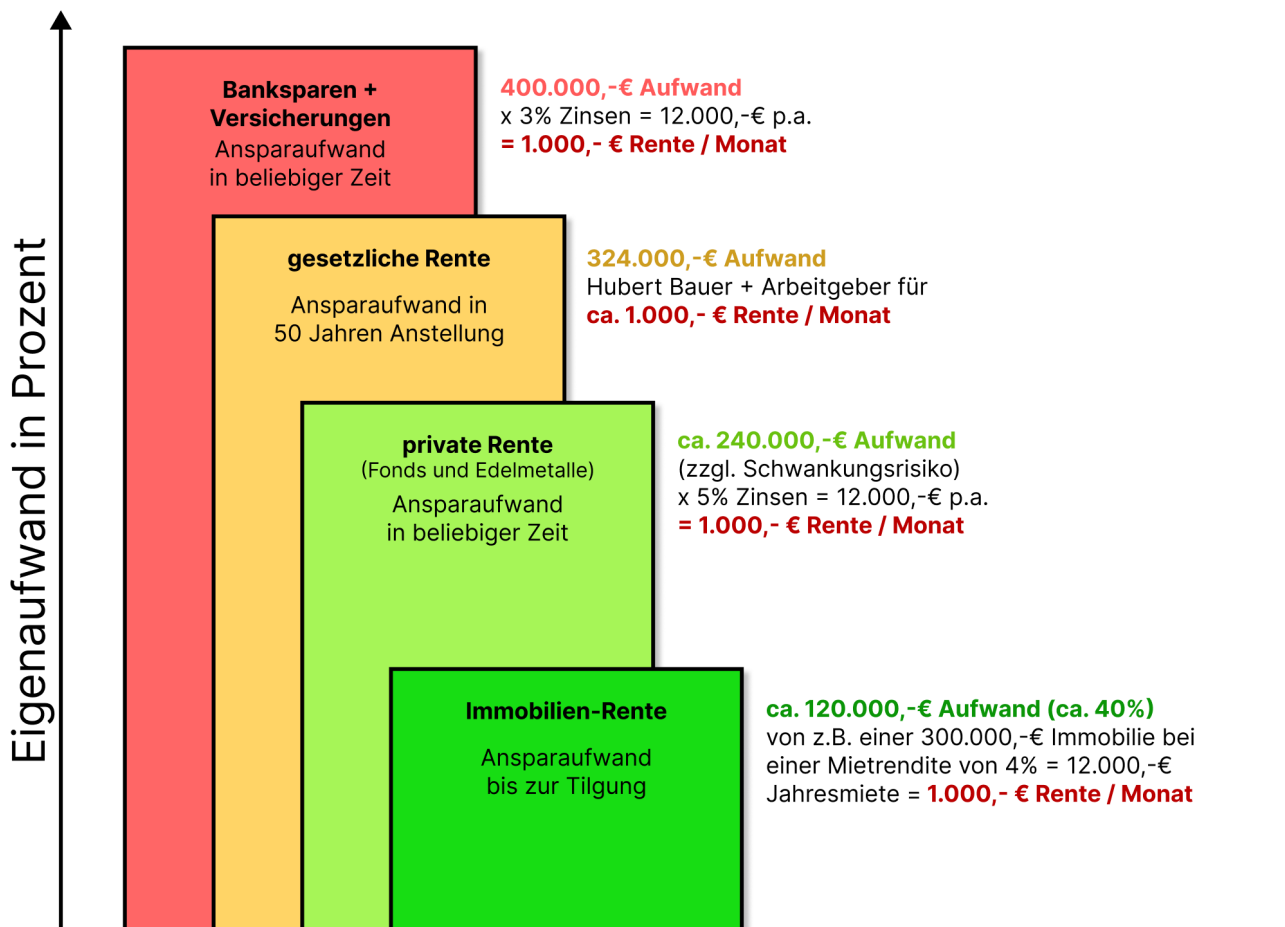 Eigenaufwand in Prozent
Banksparen +
Versicherungen
Ansparaufwand
in beliebiger Zeit
400.000,-€ Aufwand
x 3% Zinsen = 12.000,-€ p.a.
= 1.000,- € Rente / Monat
gesetzliche Rente
Ansparaufwand in
50 Jahren Anstellung
324.000,-€ Aufwand
Hubert Bauer + Arbeitgeber für
ca. 1.000,- € Rente / Monat
private Rente
(Fonds und Edelmetalle)
Ansparaufwand
in beliebiger Zeit
ca. 240.000,-€ Aufwand
(zzgl. Schwankungsrisiko)
x 5% Zinsen = 12.000,-€ p.a.
= 1.000,- € Rente / Monat
Immobilien-Rente
Ansparaufwand
bis zur Tilgung
ca. 120.000,-€ Aufwand (ca. 40%)
von z.B. einer 300.000,-€ Immobilie bei
einer Mietrendite von 4% = 12.000,-€
Jahresmiete = 1.000,- € Rente / Monat